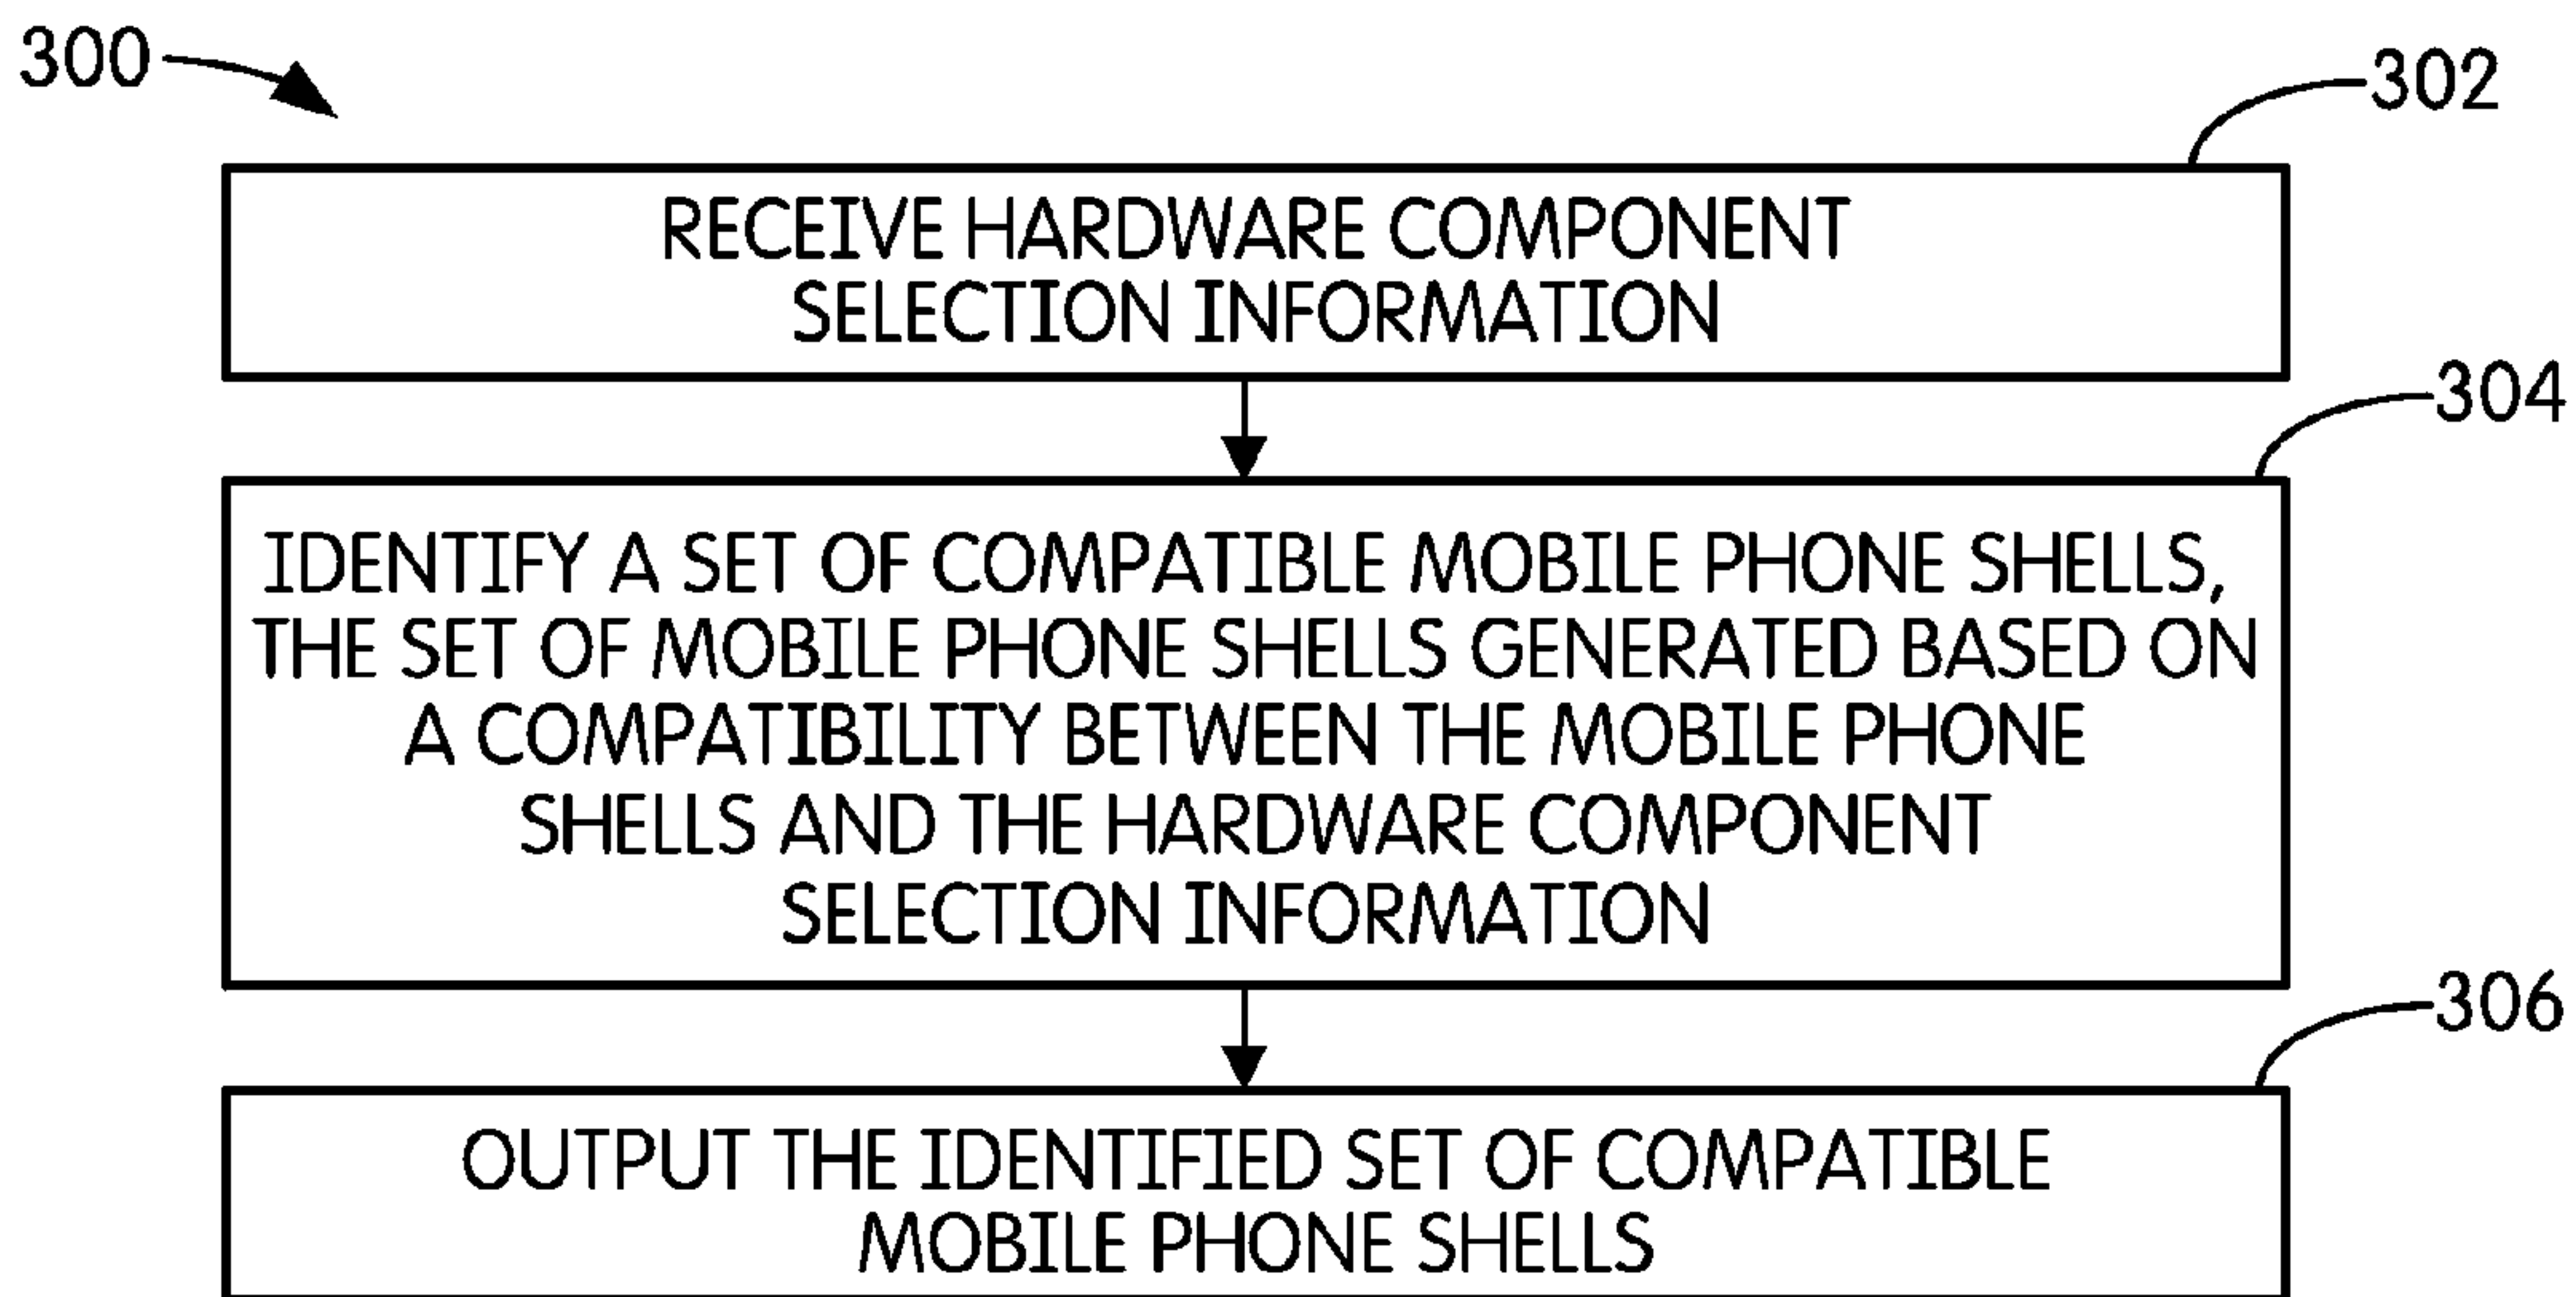 300
302
RECEIVE HARDWARE COMPONENT
SELECTION INFORMATION
304
IDENTIFY A SET OF COMPATIBLE MOBILE PHONE SHELLS,
THE SET OF MOBILE PHONE SHELLS GENERATED BASED ON
A COMPATIBILITY BETWEEN THE MOBILE PHONE
SHELLS AND THE HARDWARE COMPONENT
SELECTION INFORMATION
306
OUTPUT THE IDENTIFIED SET OF COMPATIBLE
MOBILE PHONE SHELLS